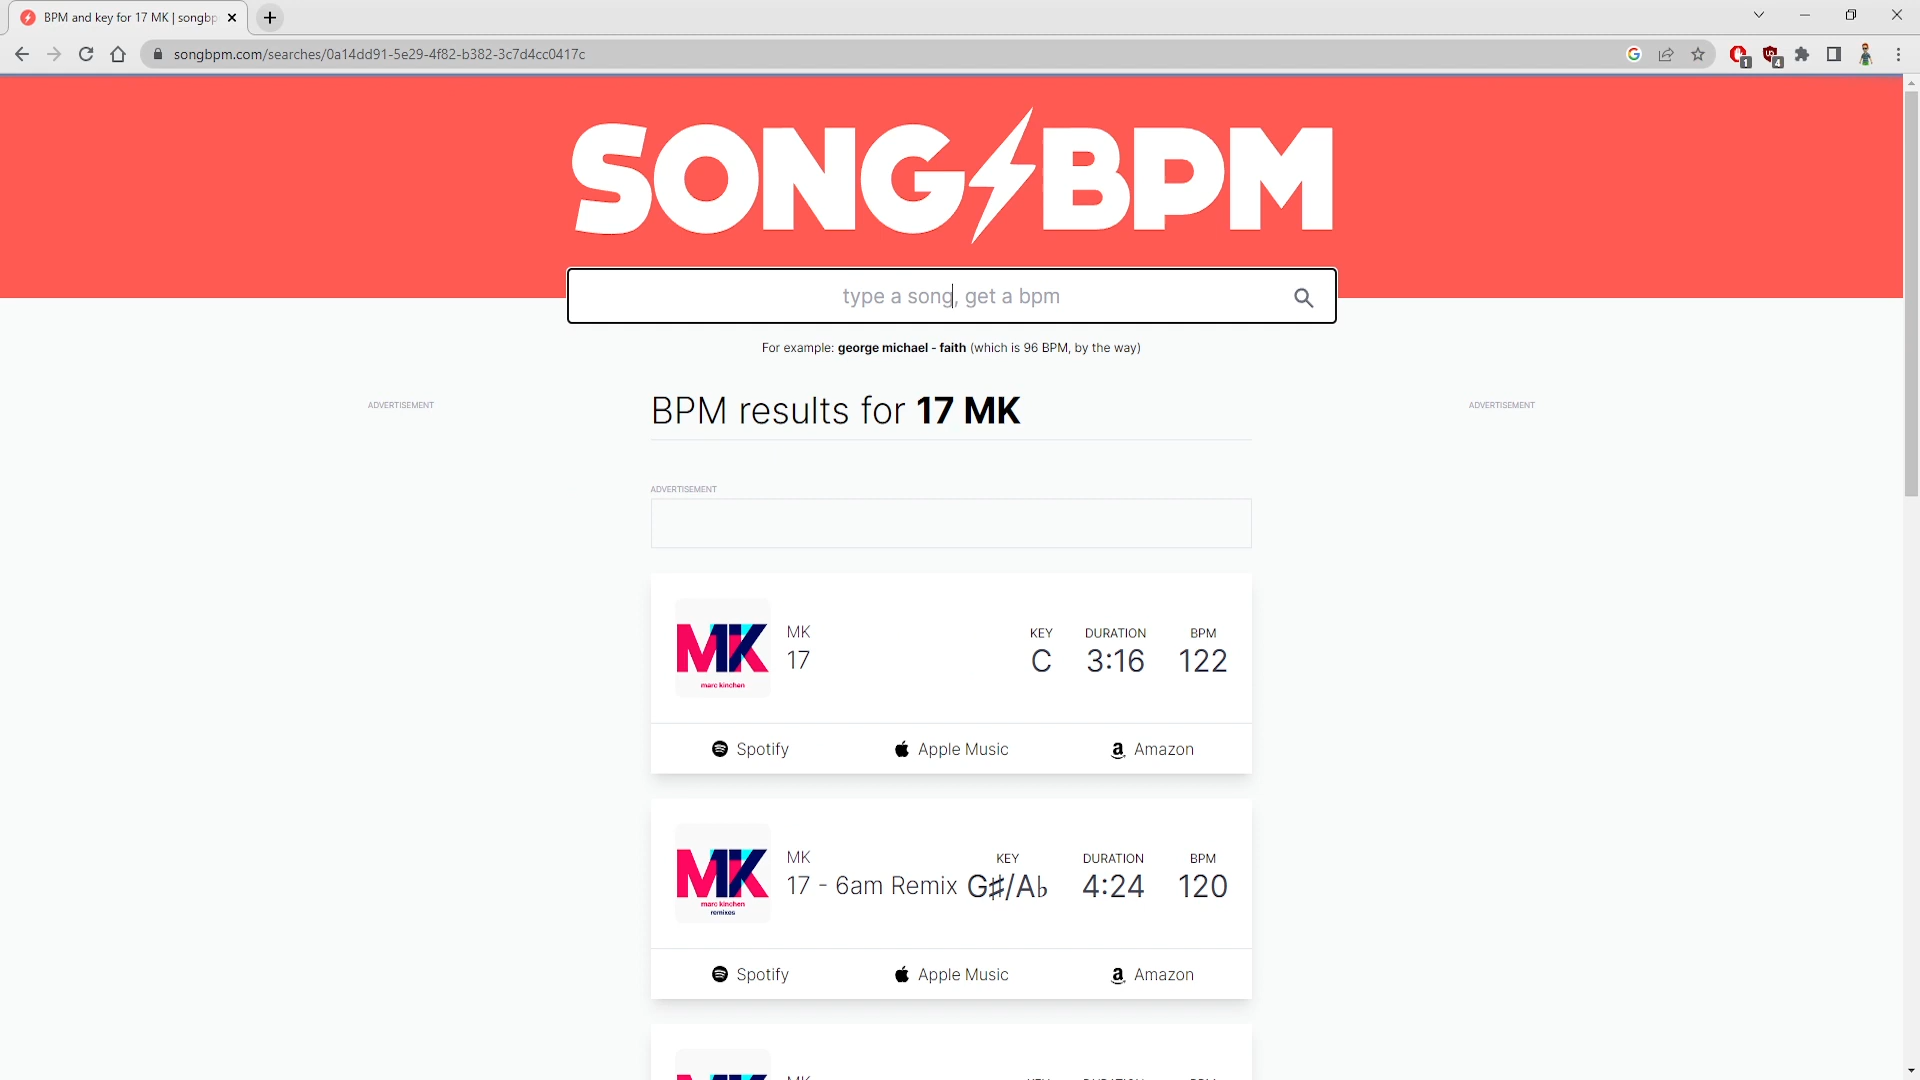 BPM and key for 17 MK | songbp
songbpm.com/searches/0a14dd91-5e29-4f82-b382-3c7d4cc0417c
1
4
SONG BPM
type a song, get a bpm
For example: george michael - faith (which is 96 BPM, by the way)
ADVERTISEMENT
BPM results for 17 MK
ADVERTISEMENT
ADVERTISEMENT
MK
marc kinchen
MK
17
KEY
C
DURATION
3:16
BPM
122
Spotify
Apple Music
Amazon
MK
marc kinchen
remixes
MK
17 - 6am Remix
KEY
G♯/A♭
DURATION
4:24
BPM
120
Spotify
Apple Music
Amazon